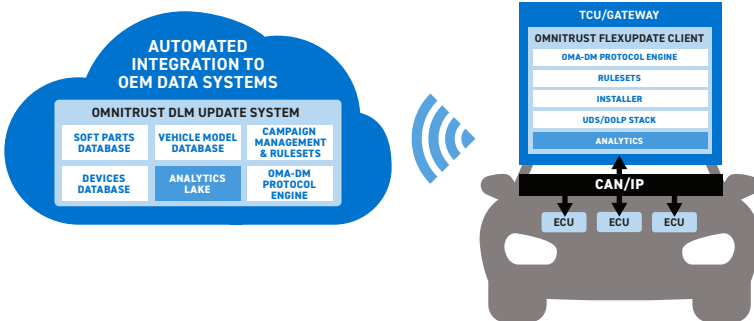 AUTOMATED
INTEGRATION TO
OEM DATA SYSTEMS
OMNITRUST DLM UPDATE SYSTEM
SOFT PARTS
DATABASE
VEHICLE MODEL
DATABASE
CAMPAIGN
MANAGEMENT
& RULESETS
DEVICES
DATABASE
ANALYTICS
LAKE
OMA-DM
PROTOCOL
ENGINE
TCU/GATEWAY
OMNITRUST FLEXUPDATE CLIENT
OMA-DM PROTOCOL ENGINE
RULESETS
INSTALLER
UDS/DOLP STACK
ANALYTICS
CAN/IP
ECU
ECU
ECU